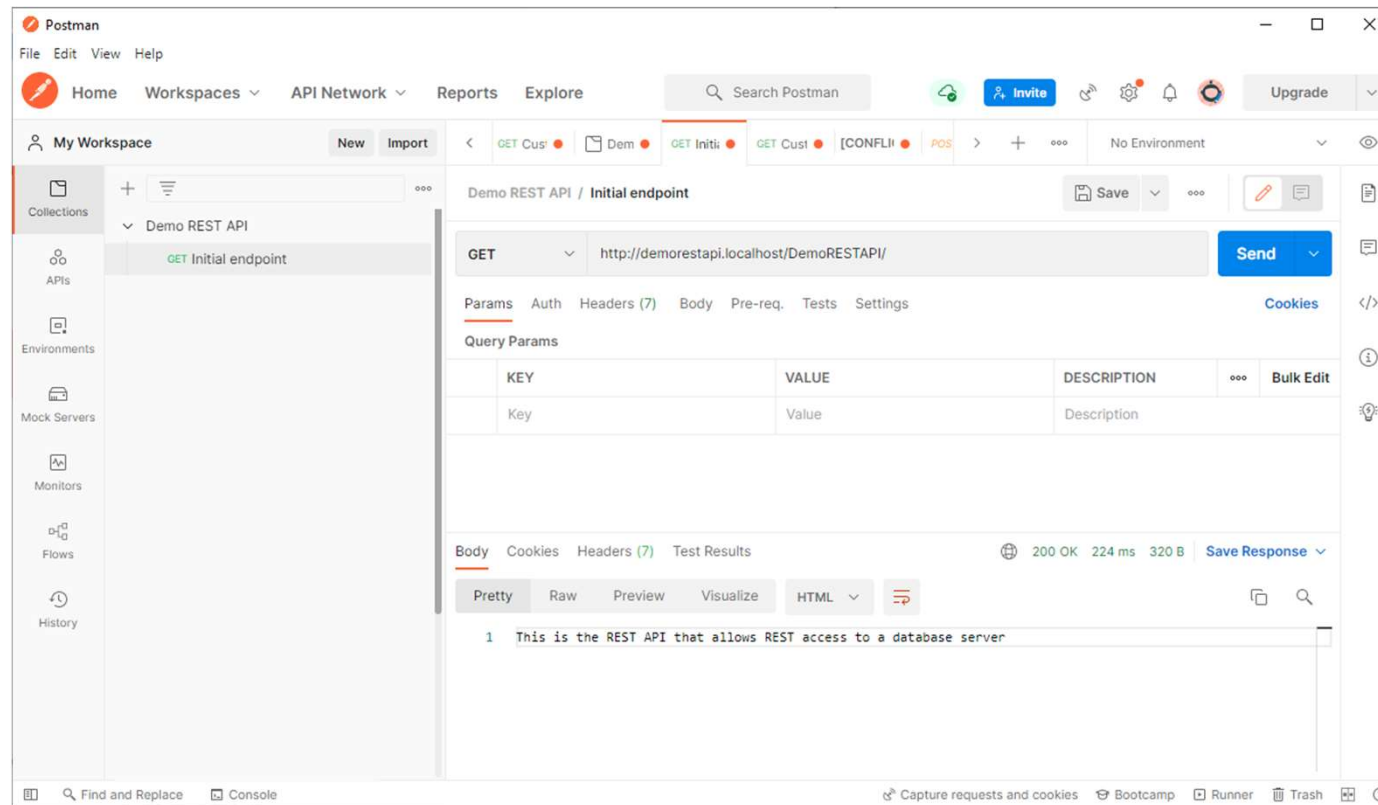 Postman
File Edit View Help
Home Workspaces API Network Reports Explore Search Postman Invite Upgrade
My Workspace New Import GET Cus GET Dem GET Initi GET Cust [CONFLI POS No Environment
Demo REST API / Initial endpoint Save
Collections
Demo REST API
GET Initial endpoint
GET http://demorestapi.localhost/DemoRESTAPI/ Send
APIs
Params Auth Headers (7) Body Pre-req. Tests Settings Cookies
Query Params
Environments
KEY VALUE DESCRIPTION Bulk Edit
Key Value Description
Mock Servers
Monitors
Flows
Body Cookies Headers (7) Test Results 200 OK 224 ms 320 B Save Response
Pretty Raw Preview Visualize HTML
History
1 This is the REST API that allows REST access to a database server
Find and Replace Console Capture requests and cookies Bootcamp Runner Trash